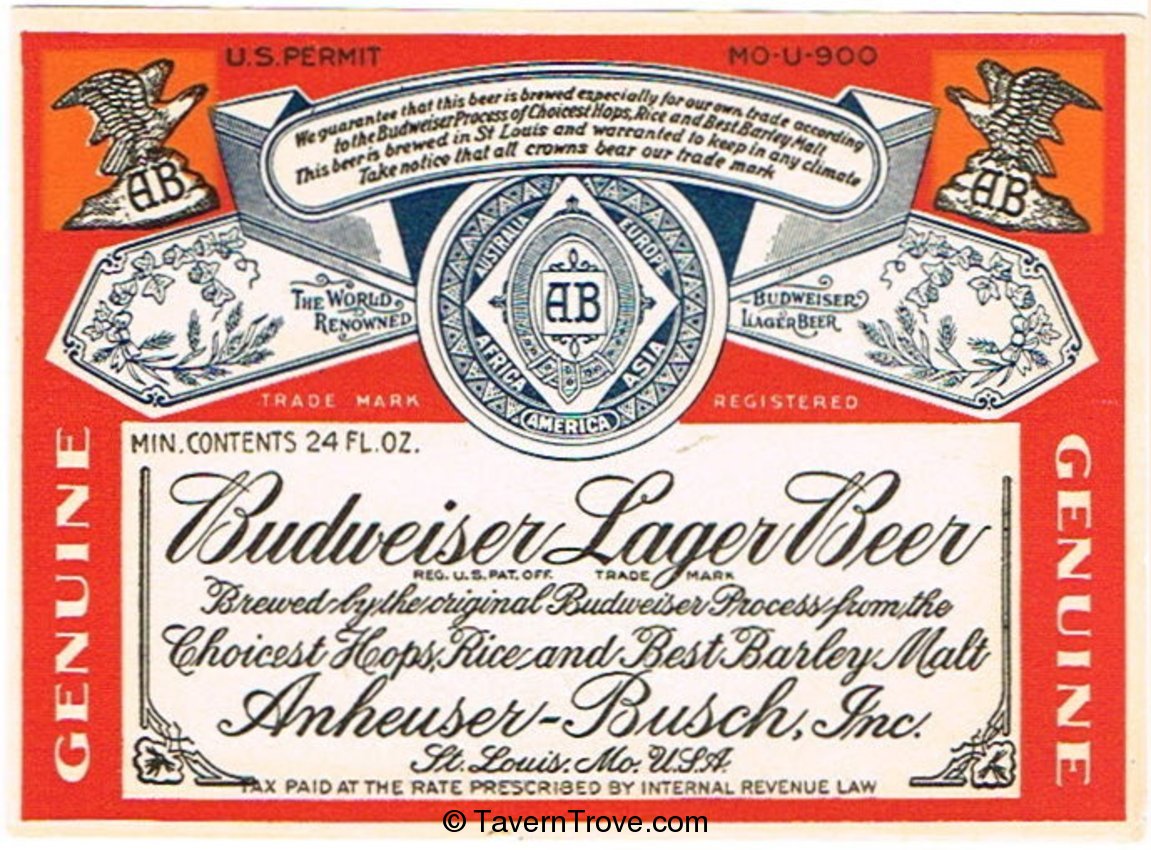 U.S. PERMIT
MO-U-900
We guarantee that this beer is brewed especially for our own trade according
to the Budweiser Process of Choicest Hops, Rice and Best Barley Malt
This beer is brewed in St Louis and warranted to keep in any climate
Take notice that all crowns bear our trade mark
A.B
A.B
AUSTRALIA
EUROPE
THE WORLD
RENOWNED
A.B
BUDWEISER
LAGER BEER
AFRICA
ASIA
AMERICA
TRADE MARK
REGISTERED
MIN. CONTENTS 24 FL. OZ.
GENUINE
GENUINE
Budweiser Lager Beer
REG. U.S. PAT. OFF. TRADE MARK
Brewed by the original Budweiser Process from the
Choicest Hops, Rice and Best Barley Malt
Anheuser-Busch, Inc.
St. Louis, Mo. U.S.A.
TAX PAID AT THE RATE PRESCRIBED BY INTERNAL REVENUE LAW
© TavernTrove.com